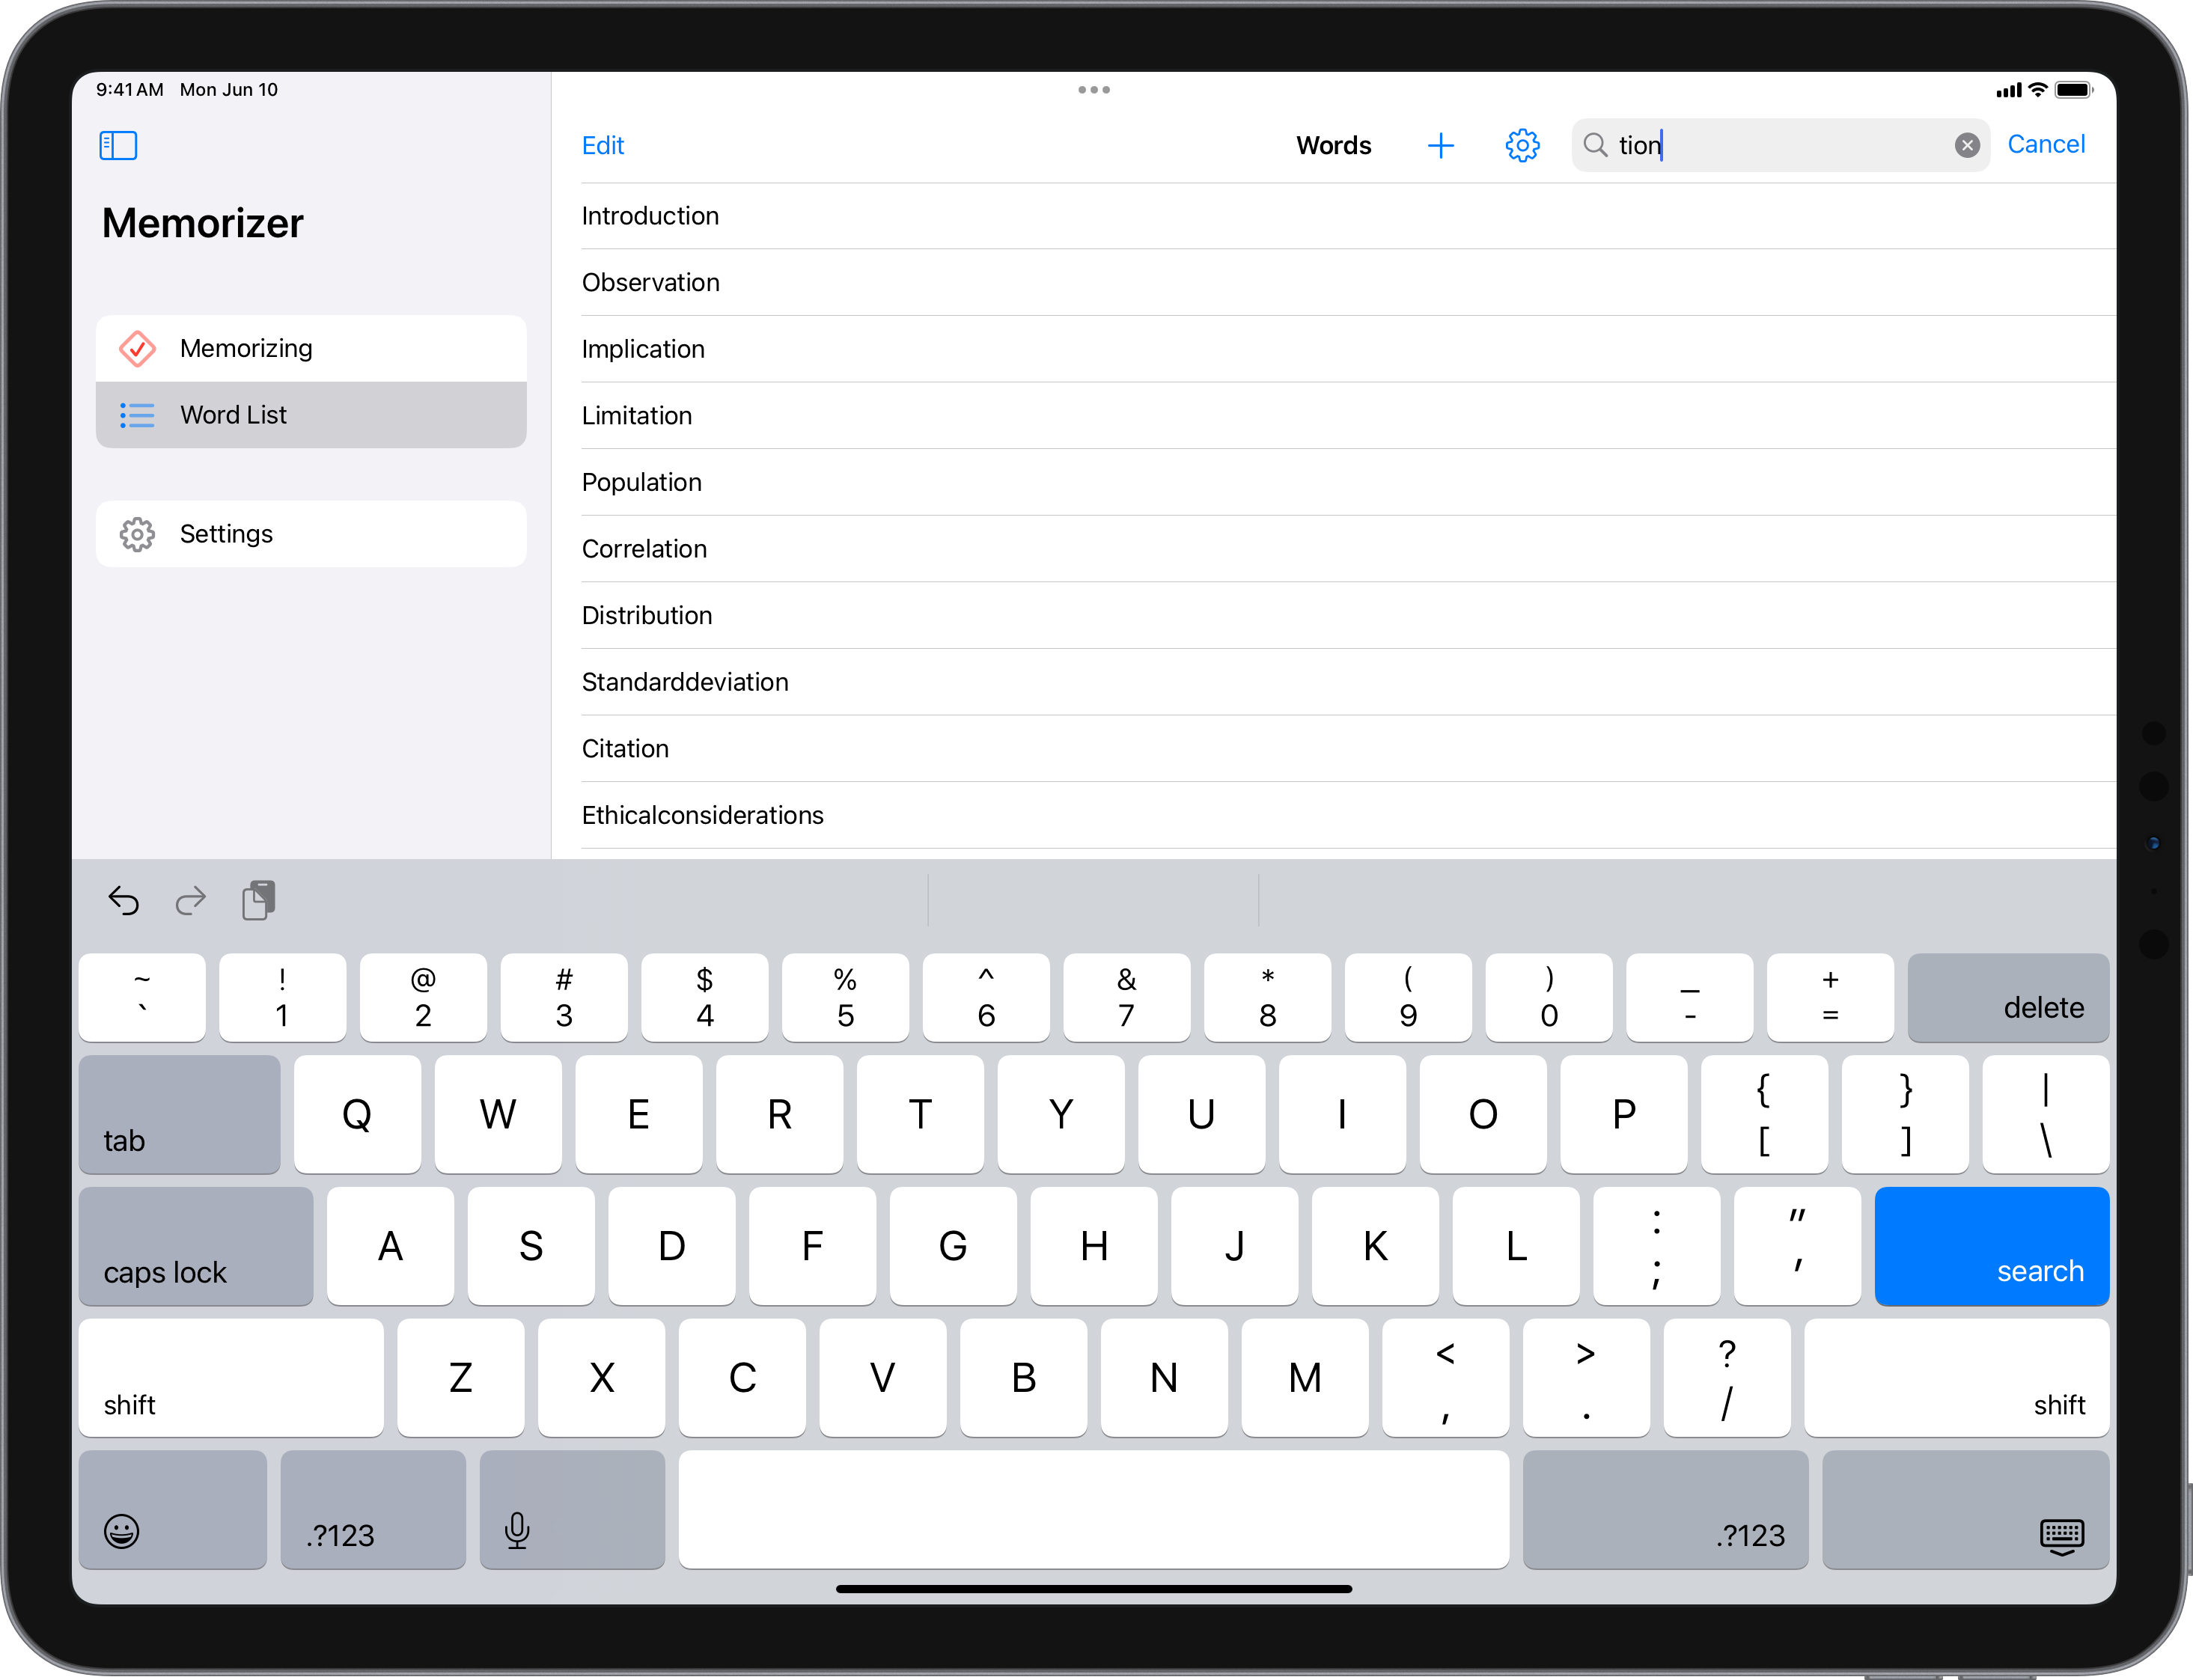 9:41 AM Mon Jun 10
Memorizer
Memorizing
Word List
Settings
Edit
Words
tion
Cancel
Introduction
Observation
Implication
Limitation
Population
Correlation
Distribution
Standarddeviation
Citation
Ethicalconsiderations
~ ! @ # $ % ^ & * ( ) _ +
` 1 2 3 4 5 6 7 8 9 0 - = delete
tab Q W E R T Y U I O P { [ } ] | \
caps lock A S D F G H J K L : ; " ' search
shift Z X C V B N M < , > . ? / shift
.?123 .?123